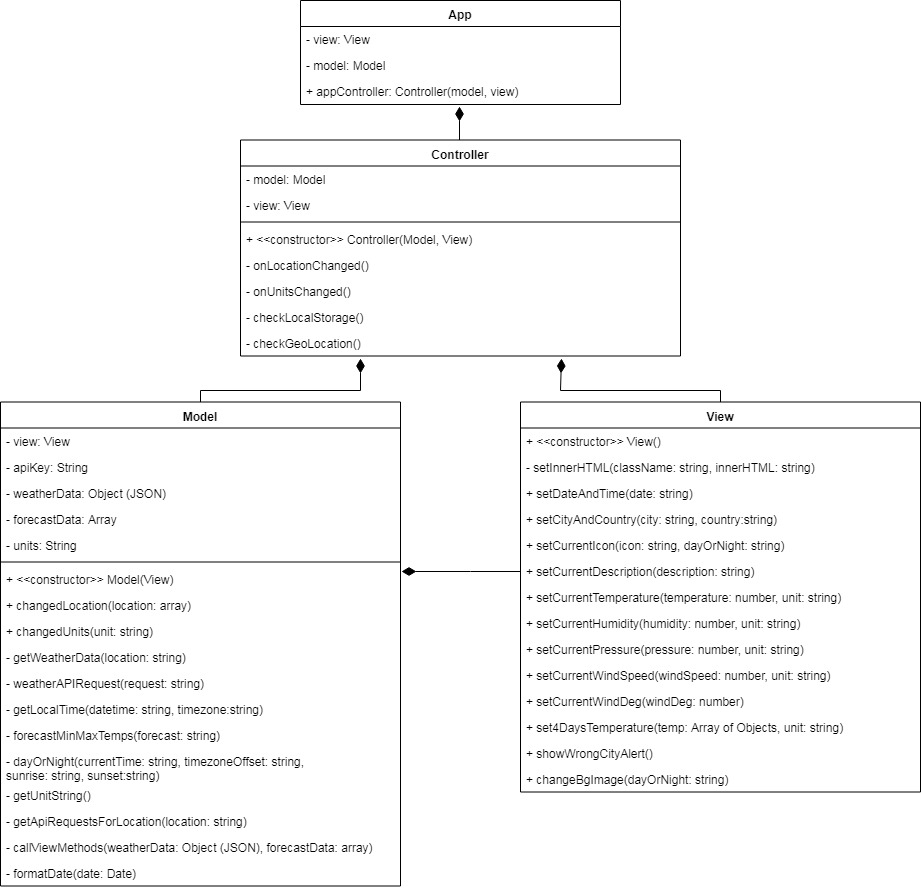 App
- view: View
- model: Model
+ appController: Controller(model, view)
Controller
- model: Model
- view: View
+ <<constructor>> Controller(Model, View)
- onLocationChanged()
- onUnitsChanged()
- checkLocalStorage()
- checkGeoLocation()
Model
- view: View
- apiKey: String
- weatherData: Object (JSON)
- forecastData: Array
- units: String
+ <<constructor>> Model(View)
+ changedLocation(location: array)
+ changedUnits(unit: string)
- getWeatherData(location: string)
- weatherAPIRequest(request: string)
- getLocalTime(datetime: string, timezone:string)
- forecastMinMaxTemps(forecast: string)
- dayOrNight(currentTime: string, timezoneOffset: string,
sunrise: string, sunset:string)
- getUnitString()
- getApiRequestsForLocation(location: string)
- callViewMethods(weatherData: Object (JSON), forecastData: array)
- formatDate(date: Date)
View
+ <<constructor>> View()
- setInnerHTML(className: string, innerHTML: string)
+ setDateAndTime(date: string)
+ setCityAndCountry(city: string, country:string)
+ setCurrentIcon(icon: string, dayOrNight: string)
+ setCurrentDescription(description: string)
+ setCurrentTemperature(temperature: number, unit: string)
+ setCurrentHumidity(humidity: number, unit: string)
+ setCurrentPressure(pressure: number, unit: string)
+ setCurrentWindSpeed(windSpeed: number, unit: string)
+ setCurrentWindDeg(windDeg: number)
+ set4DaysTemperature(temp: Array of Objects, unit: string)
+ showWrongCityAlert()
+ changeBgImage(dayOrNight: string)